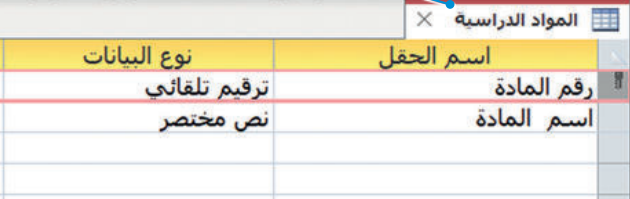 المواد الدراسية
اسم الحقل نوع البيانات
رقم المادة ترقيم تلقائي
اسم المادة نص مختصر